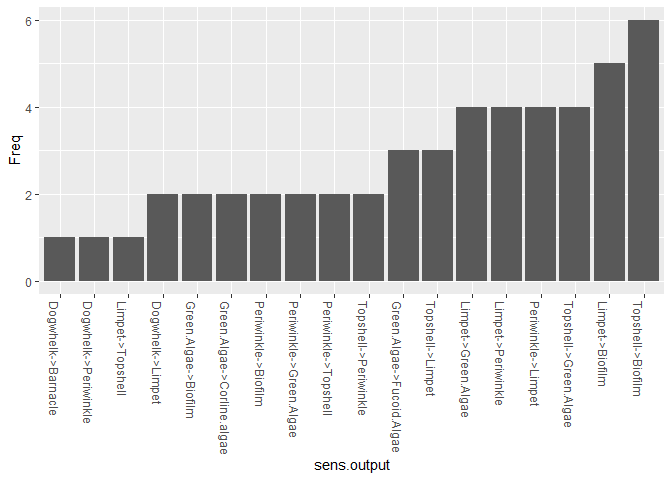 6
4
2
0
Freq
Dogwhelk->Barnacle
Dogwhelk->Periwinkle
Limpet->Topshell
Dogwhelk->Limpet
Green.Algae->Biofilm
Green.Algae->Corline.algae
Periwinkle->Biofilm
Periwinkle->Green.Algae
Periwinkle->Topshell
Topshell->Periwinkle
Green.Algae->Fucoid.Algae
Topshell->Limpet
Limpet->Green.Algae
Limpet->Periwinkle
Periwinkle->Limpet
Topshell->Green.Algae
Limpet->Biofilm
Topshell->Biofilm
sens.output